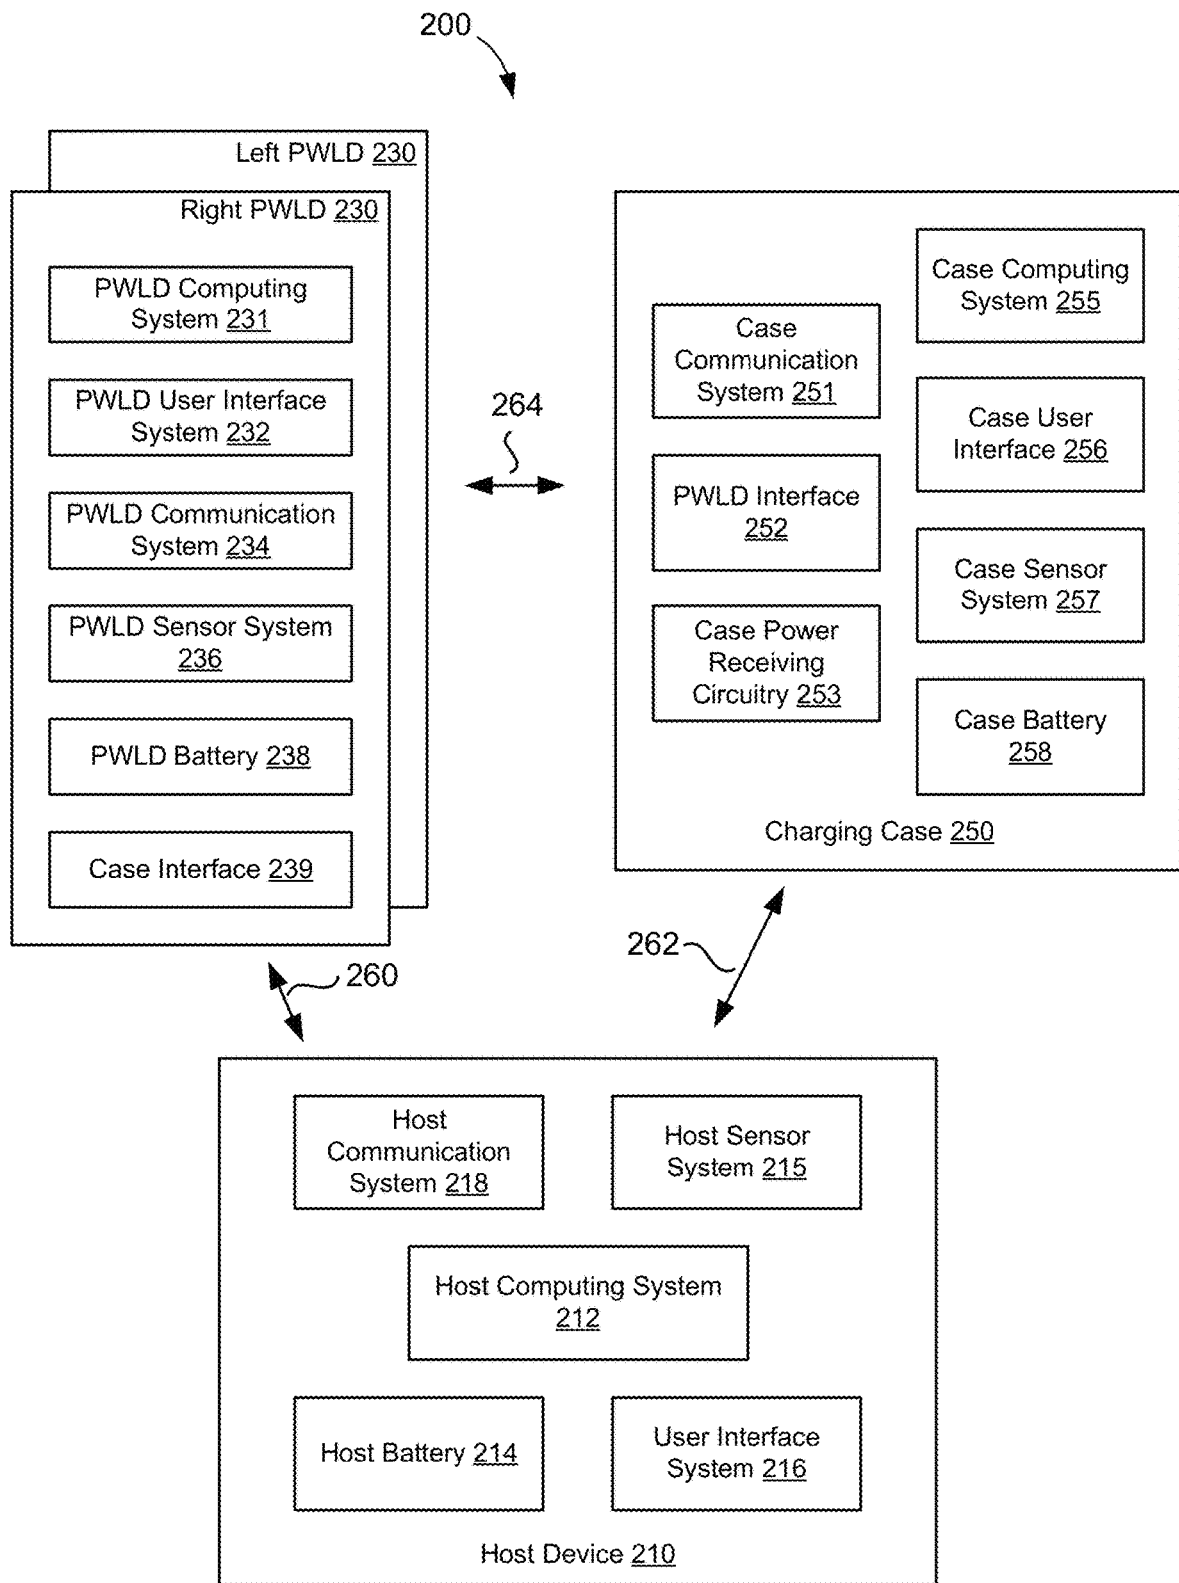 200
Left PWLD 230
Right PWLD 230
PWLD Computing
System 231
PWLD User Interface
System 232
PWLD Communication
System 234
PWLD Sensor System
236
PWLD Battery 238
Case Interface 239
264
Case
Communication
System 251
PWLD Interface
252
Case Power
Receiving
Circuitry 253
Case Computing
System 255
Case User
Interface 256
Case Sensor
System 257
Case Battery
258
Charging Case 250
260
262
Host
Communication
System 218
Host Sensor
System 215
Host Computing System
212
Host Battery 214
User Interface
System 216
Host Device 210